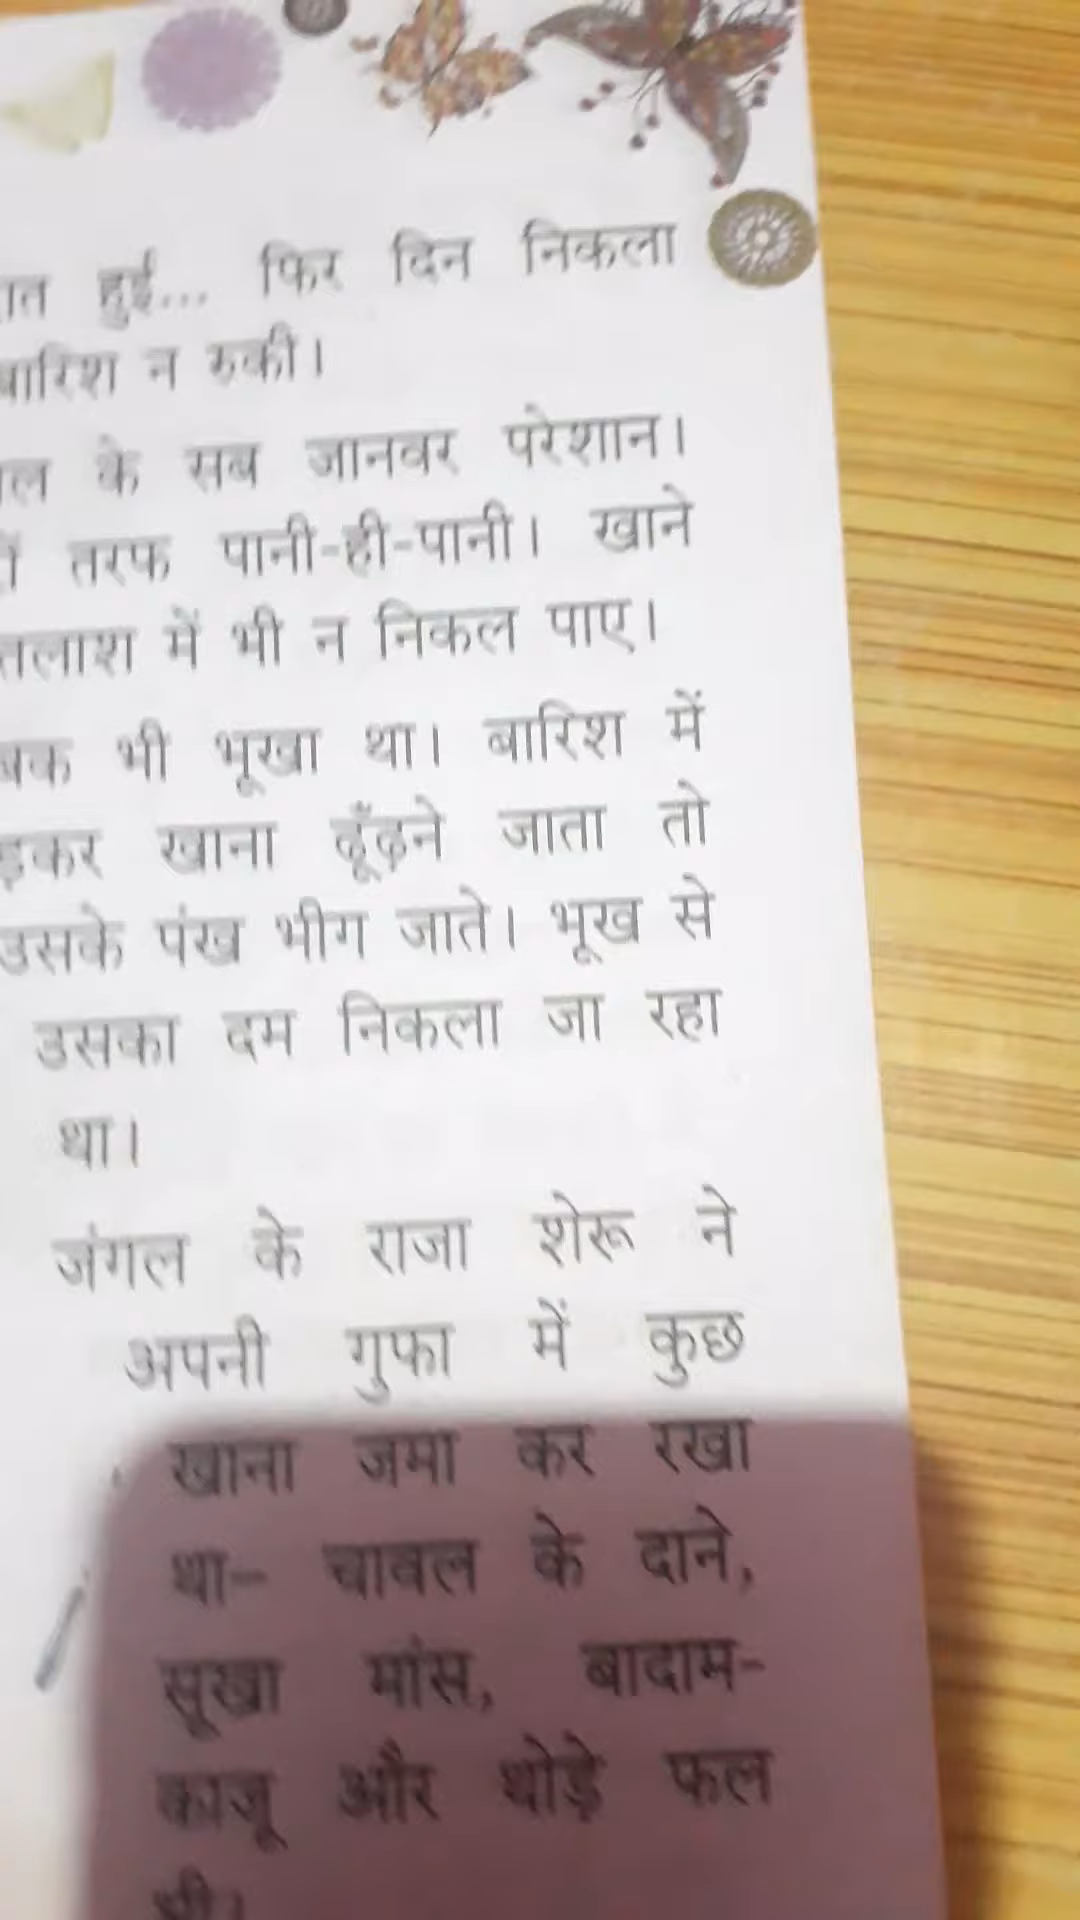 हुई... फिर दिन निकला
न रुकी।
के सब जानवर परेशान।
तरफ पानी-ही-पानी। खाने
तलाश में भी न निकल पाए।
भी भूखा था। बारिश में
खाना ढूँढ़ने जाता तो
उसके पंख भीग जाते। भूख से
उसका दम निकला जा रहा
था।
जंगल के राजा शेरू ने
अपनी गुफा में कुछ
खाना जमा कर रखा
था- चावल के दाने,
सूखा मांस, बादाम-
काजू और थोड़े फल